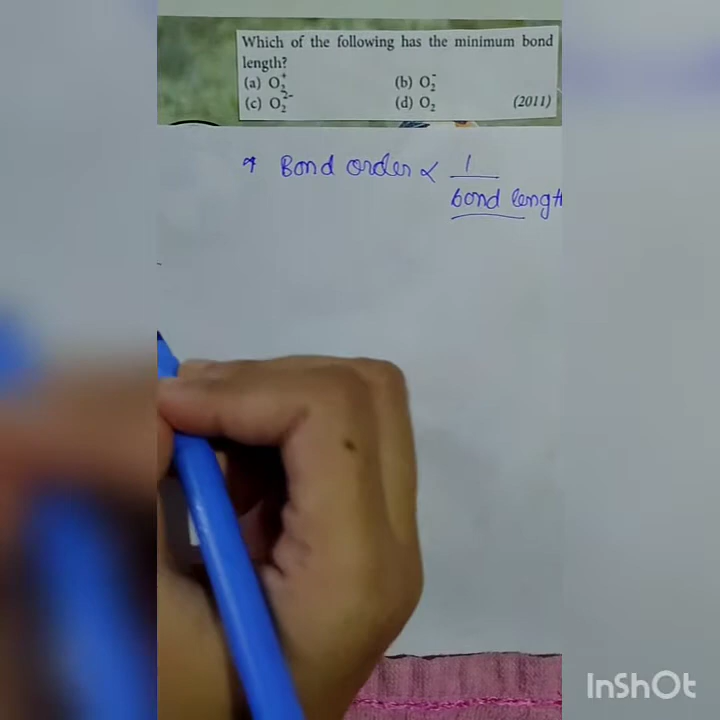 Which of the following has the minimum bond
length?
(a) O₂⁺ (b) O₂⁻
(c) O₂²⁻ (d) O₂ (2011)
* Bond order ∝ 1
bond length
InShOt